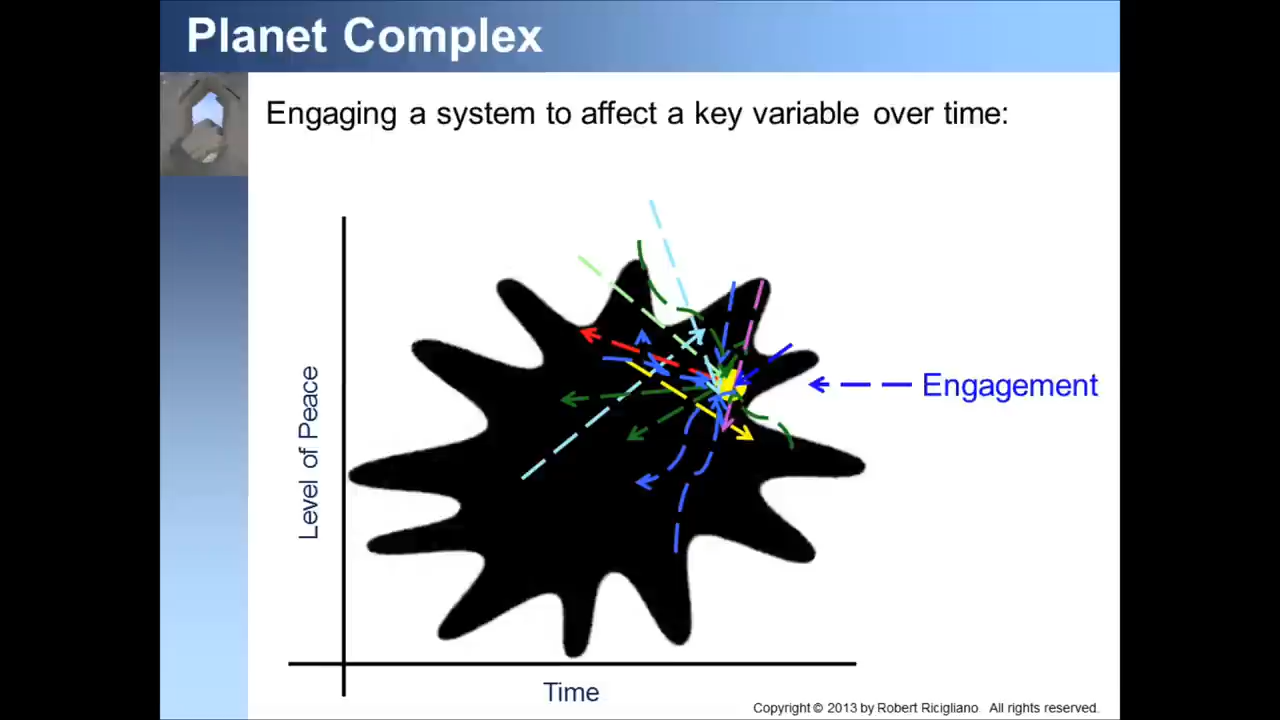 Planet Complex
Engaging a system to affect a key variable over time:
Level of Peace
Engagement
Time
Copyright © 2013 by Robert Ricigliano. All rights reserved.